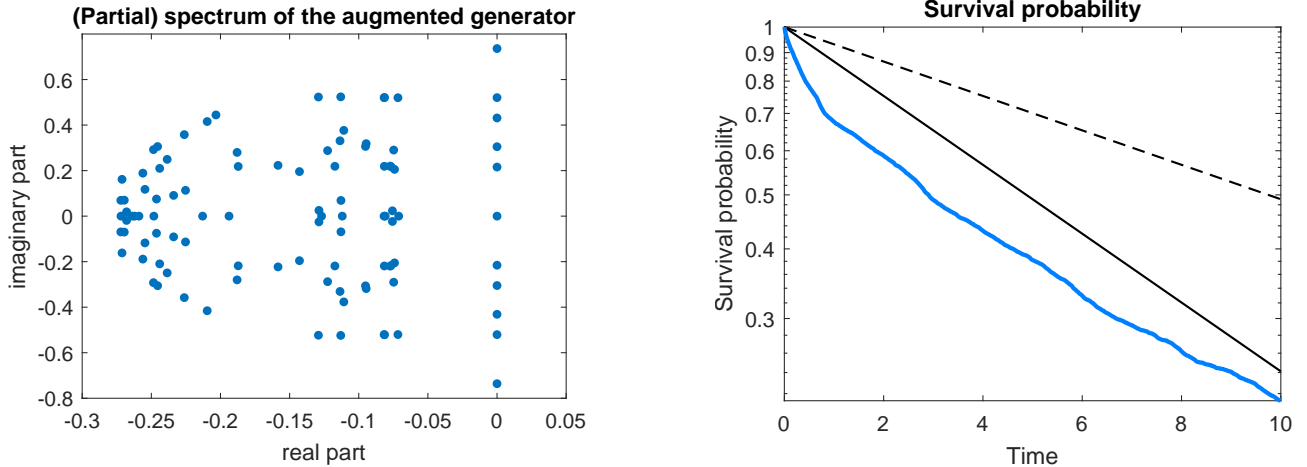 (Partial) spectrum of the augmented generator
imaginary part
0.6
0.4
0.2
0
-0.2
-0.4
-0.6
-0.8
-0.3 -0.25 -0.2 -0.15 -0.1 -0.05 0 0.05
real part
Survival probability
Survival probability
1
0.9
0.8
0.7
0.6
0.5
0.4
0.3
0 2 4 6 8 10
Time